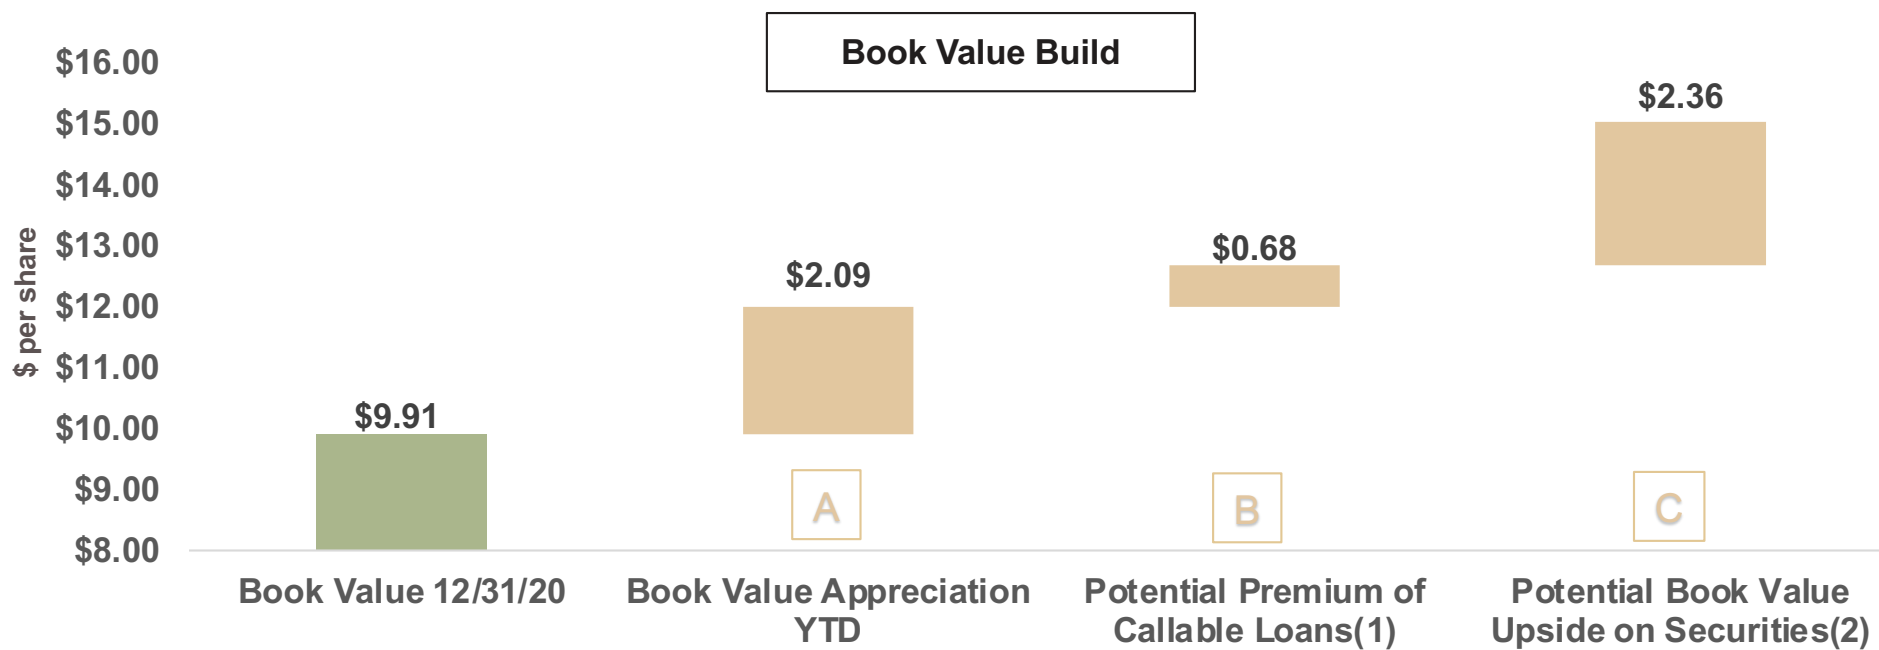 Book Value Build
$ per share
$16.00
$15.00
$14.00
$13.00
$12.00
$11.00
$10.00
$9.00
$8.00
$9.91
$2.09
$0.68
$2.36
A
B
C
Book Value 12/31/20
Book Value Appreciation
YTD
Potential Premium of
Callable Loans(1)
Potential Book Value
Upside on Securities(2)